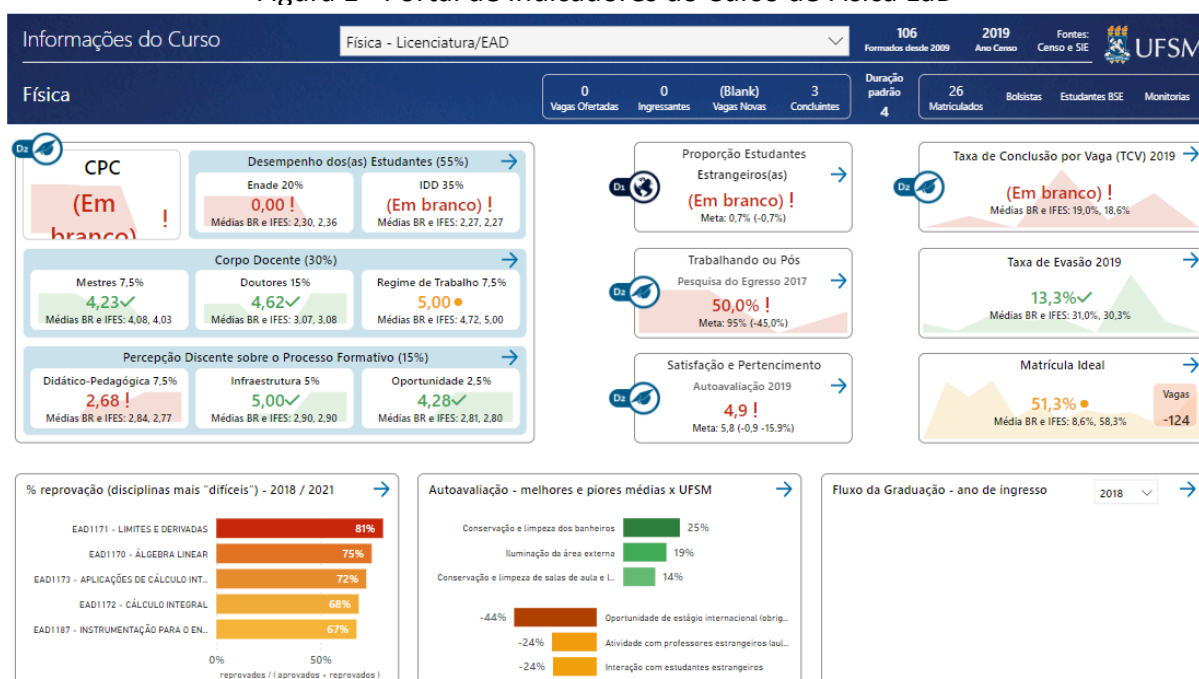 Informações do Curso
Física - Licenciatura/EAD
106
Formados desde 2009
2019
Ano Censo
Fontes:
Censo e SIE
UFSM
Física
0
Vagas Ofertadas
0
Ingressantes
(Blank)
Vagas Novas
3
Concluintes
Duração
padrão
4
26
Matriculados
Bolsistas
Estudantes BSE
Monitorias
D2
CPC
(Em
branco)
!
Desempenho dos(as) Estudantes (55%)
Enade 20%
0,00 !
Médias BR e IFES: 2,30, 2,36
IDD 35%
(Em branco) !
Médias BR e IFES: 2,27, 2,27
Corpo Docente (30%)
Mestres 7,5%
4,23
Médias BR e IFES: 4,08, 4,03
Doutores 15%
4,62
Médias BR e IFES: 3,07, 3,08
Regime de Trabalho 7,5%
5,00
Médias BR e IFES: 4,72, 5,00
Percepção Discente sobre o Processo Formativo (15%)
Didático-Pedagógica 7,5%
2,68 !
Médias BR e IFES: 2,84, 2,77
Infraestrutura 5%
5,00
Médias BR e IFES: 2,90, 2,90
Oportunidade 2,5%
4,28
Médias BR e IFES: 2,81, 2,80
D1
Proporção Estudantes
Estrangeiros(as)
(Em branco) !
Meta: 0,7% (-0,7%)
D2
Trabalhando ou Pós
Pesquisa do Egresso 2017
50,0% !
Meta: 95% (-45,0%)
D2
Satisfação e Pertencimento
Autoavaliação 2019
4,9 !
Meta: 5,8 (-0,9 -15.9%)
D2
Taxa de Conclusão por Vaga (TCV) 2019
(Em branco) !
Médias BR e IFES: 19,0%, 18,6%
Taxa de Evasão 2019
13,3%
Médias BR e IFES: 31,0%, 30,3%
Matrícula Ideal
51,3%
Média BR e IFES: 8,6%, 58,3%
Vagas
-124
% reprovação (disciplinas mais "difíceis") - 2018 / 2021
EAD1171 - LIMITES E DERIVADAS 81%
EAD1170 - ÁLGEBRA LINEAR 75%
EAD1173 - APLICAÇÕES DE CÁLCULO INT... 72%
EAD1172 - CÁLCULO INTEGRAL 68%
EAD1187 - INSTRUMENTAÇÃO PARA O EN... 67%
0% 50%
reprovados / ( aprovados + reprovados )
Autoavaliação - melhores e piores médias x UFSM
Conservação e limpeza dos banheiros 25%
Iluminação da área externa 19%
Conservação e limpeza de salas de aula e l... 14%
-44% Oportunidade de estágio internacional (obrig...
-24% Atividade com professores estrangeiros (aul...
-24% Interação com estudantes estrangeiros
Fluxo da Graduação - ano de ingresso
2018